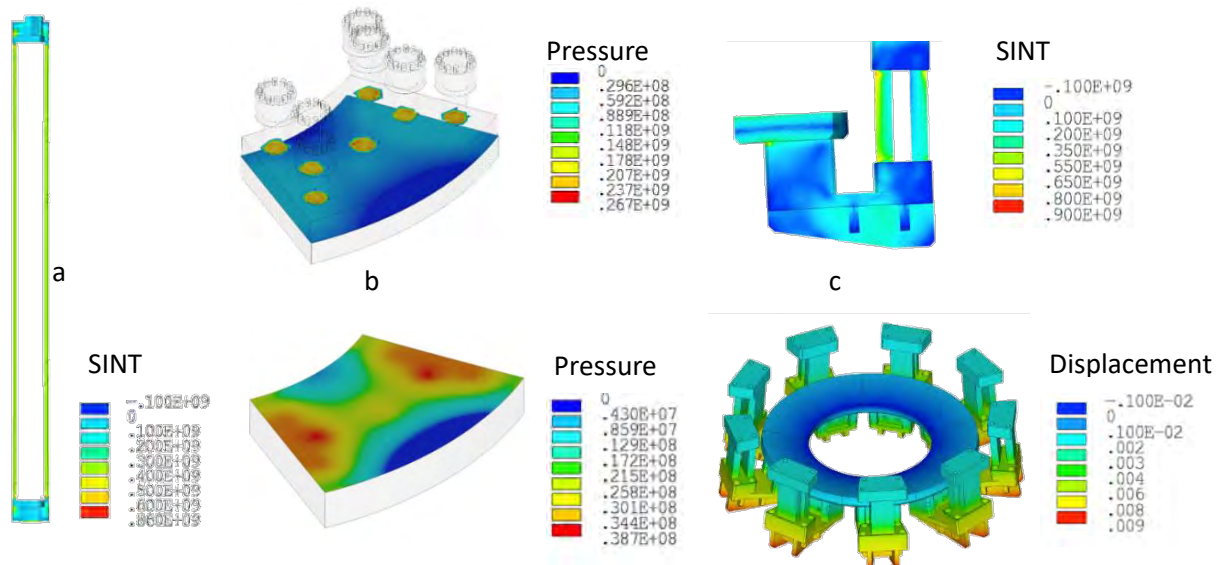 a
SINT
-.100E+09
0
.100E+09
.200E+09
.300E+09
.400E+09
.500E+09
.600E+09
.860E+09
b
Pressure
0
.296E+08
.592E+08
.889E+08
.118E+09
.148E+09
.178E+09
.207E+09
.237E+09
.267E+09
Pressure
0
.430E+07
.859E+07
.129E+08
.172E+08
.215E+08
.258E+08
.301E+08
.344E+08
.387E+08
c
SINT
-.100E+09
0
.100E+09
.200E+09
.350E+09
.550E+09
.650E+09
.800E+09
.900E+09
Displacement
-.100E-02
0
.100E-02
.002
.003
.004
.006
.008
.009